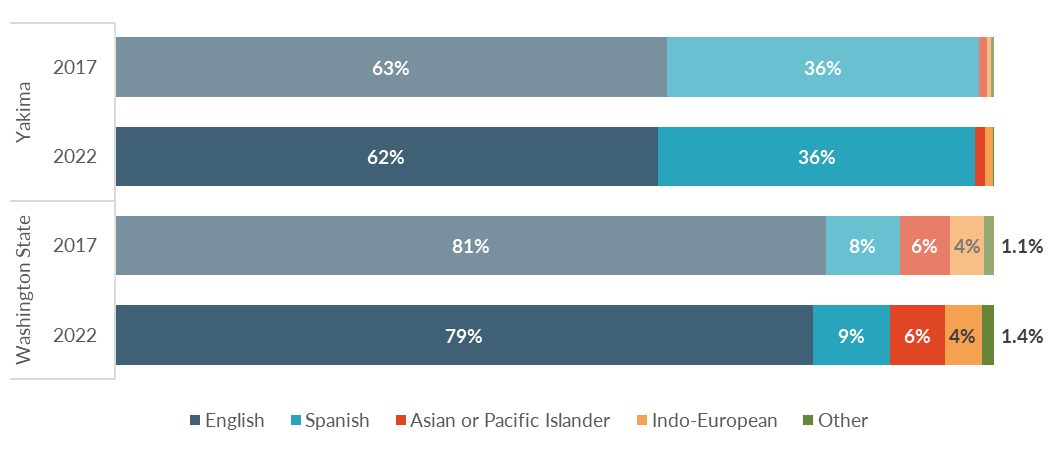 Yakima
2017
63%
36%
2022
62%
36%
Washington State
2017
81%
8%
6%
4%
1.1%
2022
79%
9%
6%
4%
1.4%
English
Spanish
Asian or Pacific Islander
Indo-European
Other